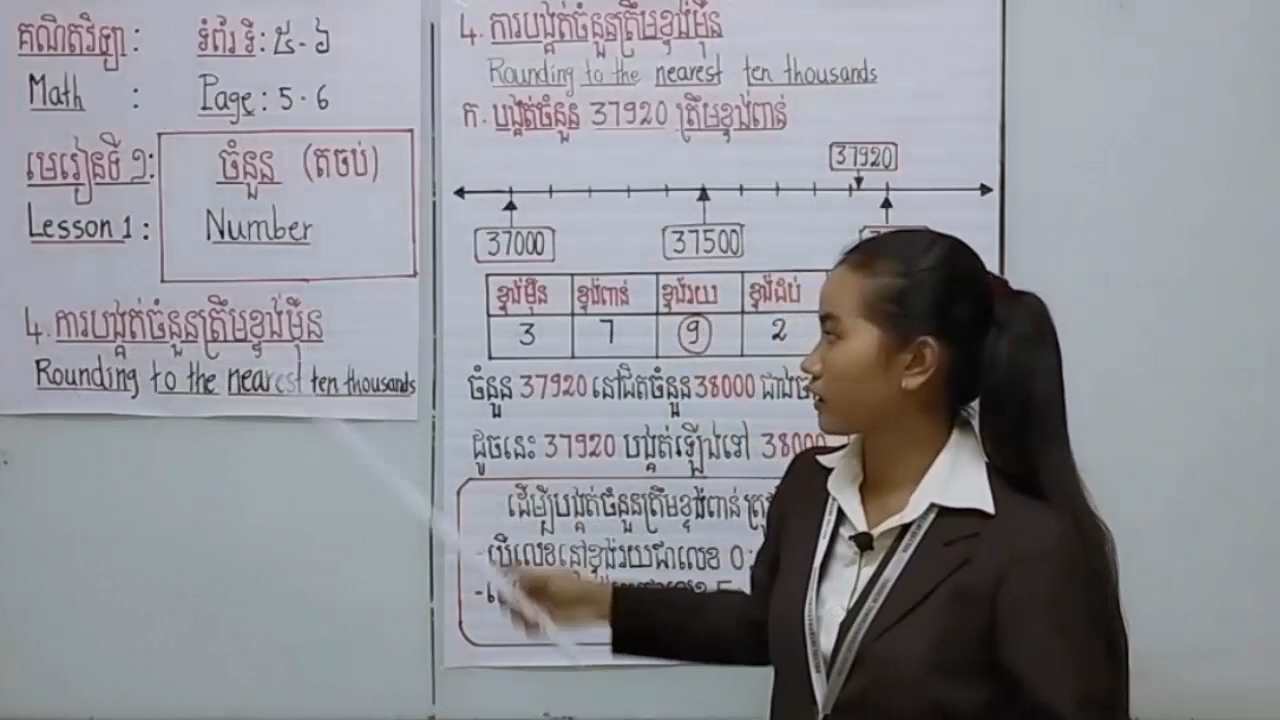 គណិតវិទ្យា : ទំព័រទី : ៥ - ៦
Math : Page : 5 - 6
មេរៀនទី ១ : ចំនួន (តចប់)
Lesson 1 : Number
4. ការបង្គត់ចំនួនត្រឹមខ្ទង់ម៉ឺន
Rounding to the nearest ten thousands
4. ការបង្គត់ចំនួនត្រឹមខ្ទង់ម៉ឺន
Rounding to the nearest ten thousands
ក. បង្គត់ចំនួន 37920 ត្រឹមខ្ទង់ពាន់
37920
37000 37500
ខ្ទង់ម៉ឺន ខ្ទង់ពាន់ ខ្ទង់រយ ខ្ទង់ដប់
3 7 9 2
ចំនួន 37920 នៅជិតចំនួន 38000 ជាង
ដូចនេះ 37920 បង្គត់ឡើងទៅ 38000
ដើម្បីបង្គត់ចំនួនត្រឹមខ្ទង់ពាន់ ត្រូវ
- បើលេខនៅខ្ទង់រយជាលេខ 0 ;